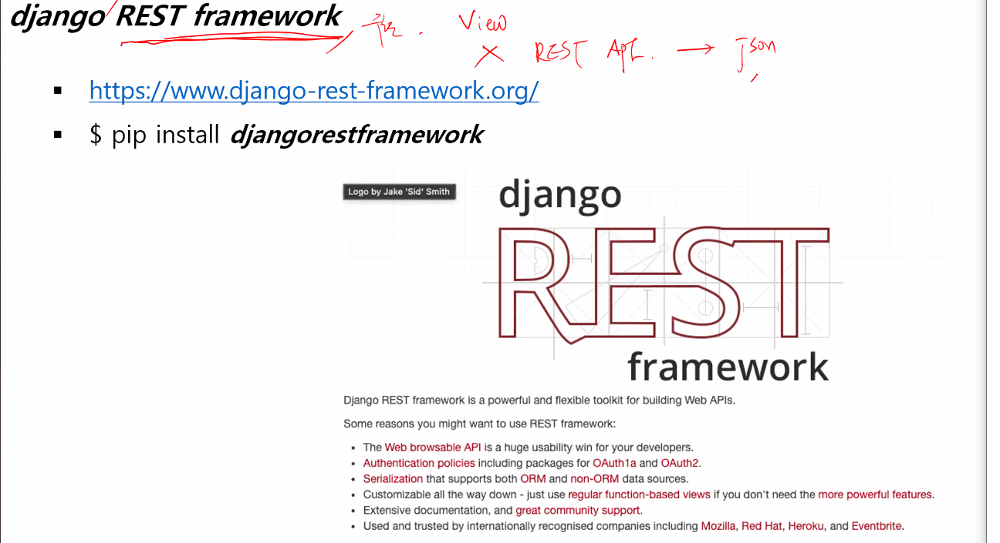 django REST framework
View
X REST API. → json
▪ https://www.django-rest-framework.org/
▪ $ pip install djangorestframework
Logo by Jake 'Sid' Smith
django
REST
framework
Django REST framework is a powerful and flexible toolkit for building Web APIs.
Some reasons you might want to use REST framework:
• The Web browsable API is a huge usability win for your developers.
• Authentication policies including packages for OAuth1a and OAuth2.
• Serialization that supports both ORM and non-ORM data sources.
• Customizable all the way down - just use regular function-based views if you don't need the more powerful features.
• Extensive documentation, and great community support.
• Used and trusted by internationally recognised companies including Mozilla, Red Hat, Heroku, and Eventbrite.